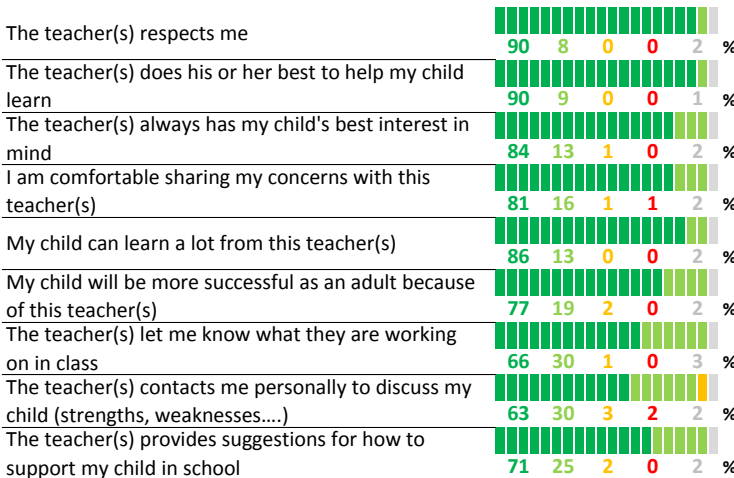 The teacher(s) respects me
90 8 0 0 2 %
The teacher(s) does his or her best to help my child
learn
90 9 0 0 1 %
The teacher(s) always has my child's best interest in
mind
84 13 1 0 2 %
I am comfortable sharing my concerns with this
teacher(s)
81 16 1 1 2 %
My child can learn a lot from this teacher(s)
86 13 0 0 2 %
My child will be more successful as an adult because
of this teacher(s)
77 19 2 0 2 %
The teacher(s) let me know what they are working
on in class
66 30 1 0 3 %
The teacher(s) contacts me personally to discuss my
child (strengths, weaknesses....)
63 30 3 2 2 %
The teacher(s) provides suggestions for how to
support my child in school
71 25 2 0 2 %